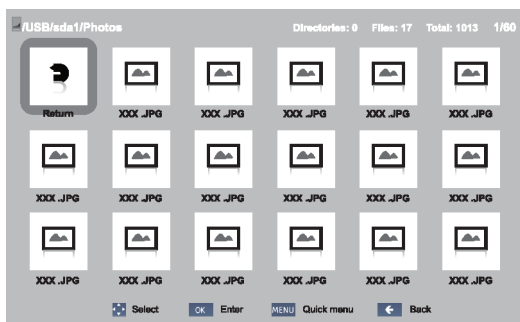 /USB/sda1/Photos Directories: 0 Files: 17 Total: 1013 1/60
Return XXX .JPG XXX .JPG XXX .JPG XXX .JPG XXX .JPG
XXX .JPG XXX .JPG XXX .JPG XXX .JPG XXX .JPG XXX .JPG
XXX .JPG XXX .JPG XXX .JPG XXX .JPG XXX .JPG XXX .JPG
Select OK Enter MENU Quick menu Back